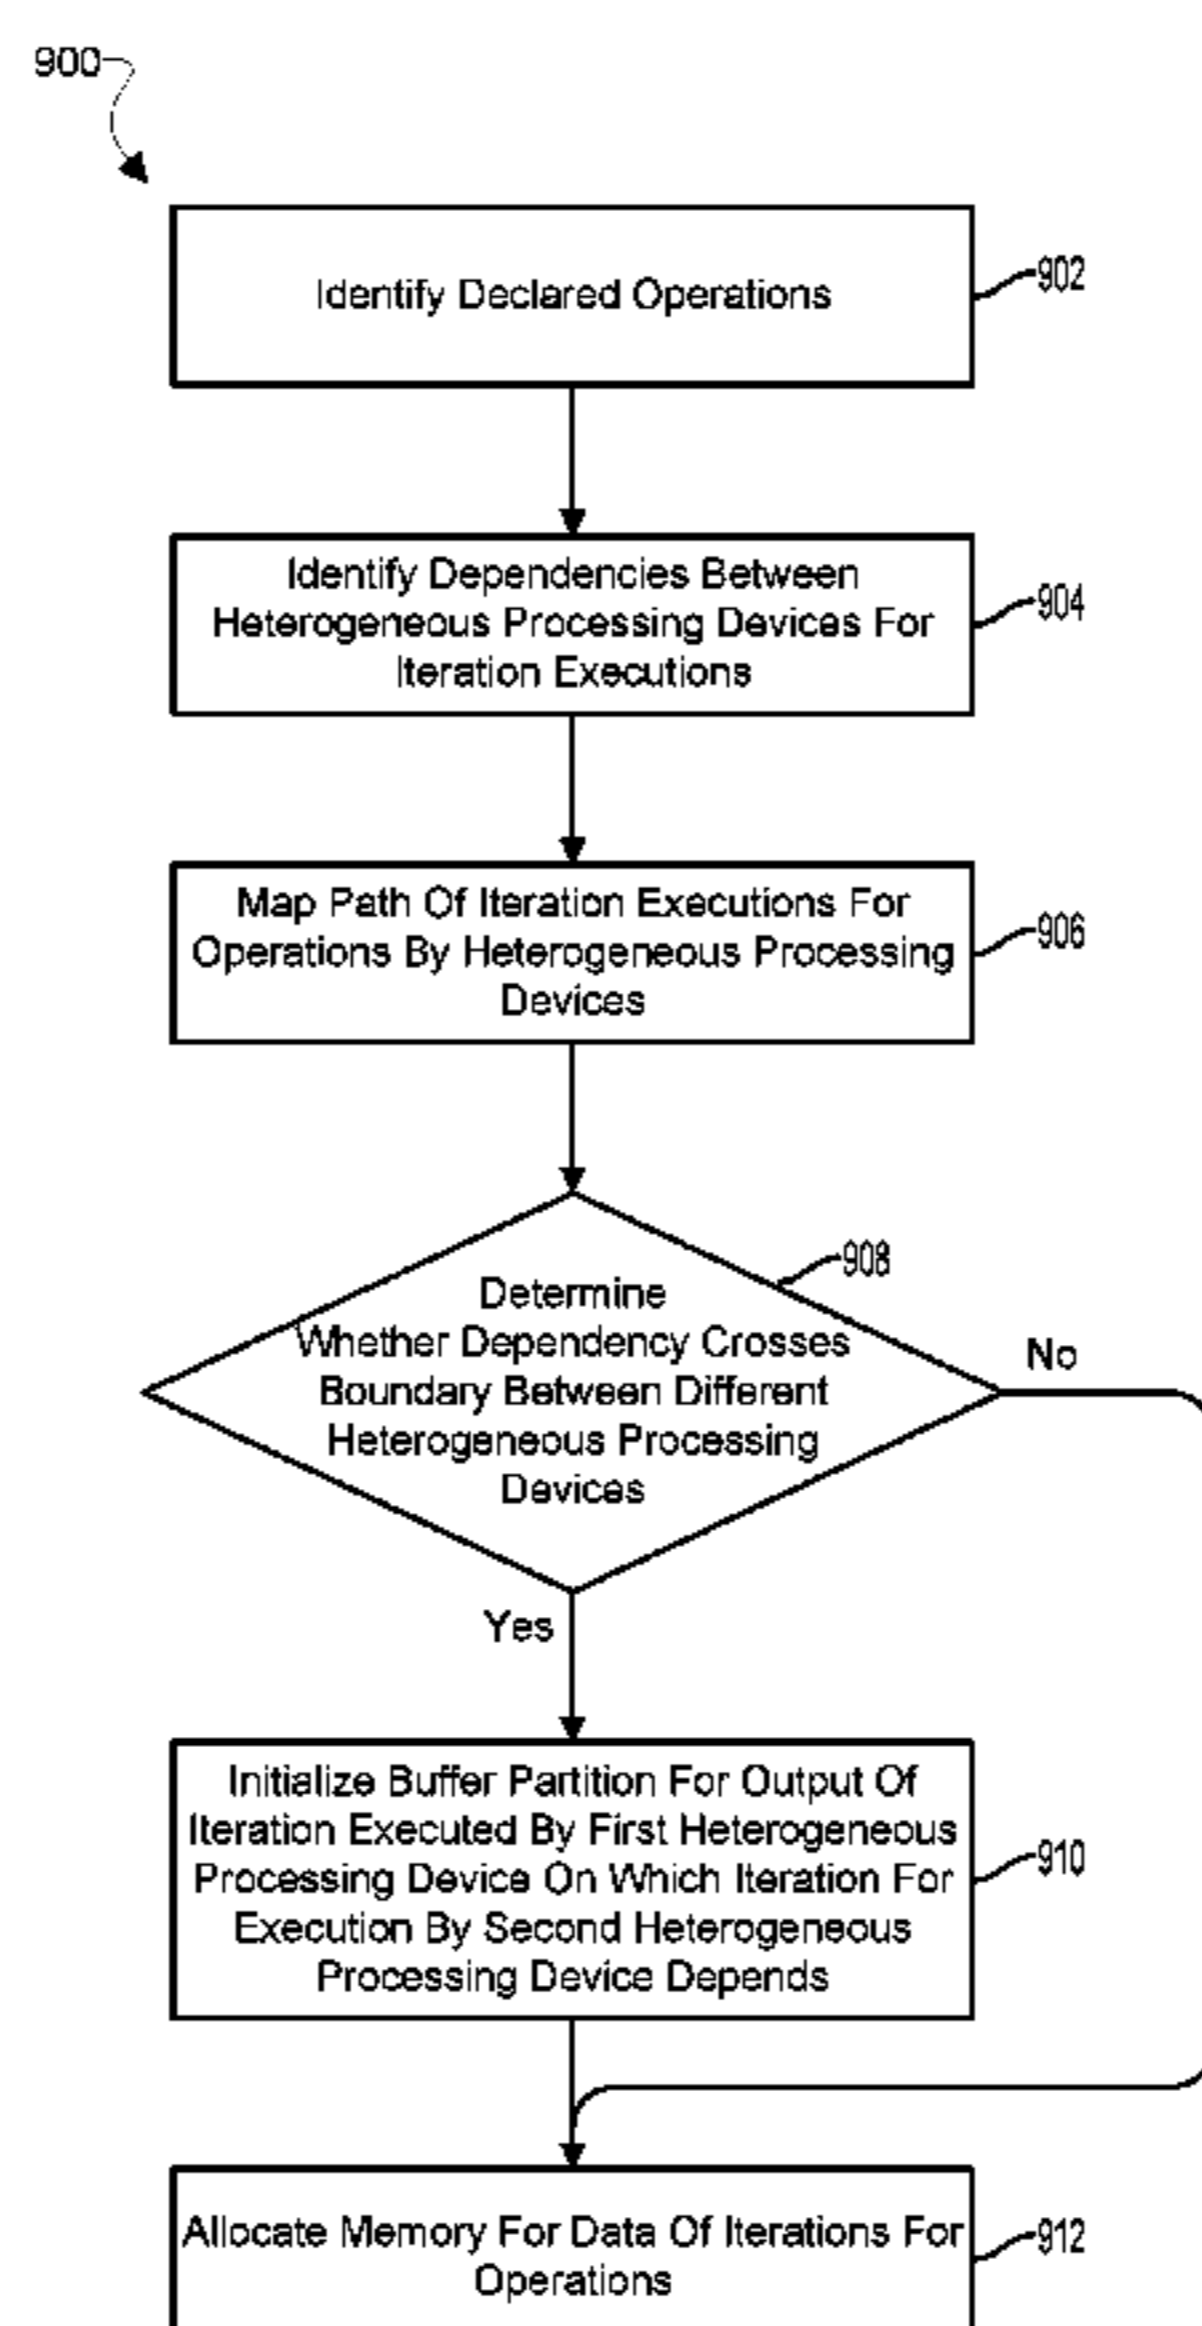 900
Identify Declared Operations
902
Identify Dependencies Between
Heterogeneous Processing Devices For
Iteration Executions
904
Map Path Of Iteration Executions For
Operations By Heterogeneous Processing
Devices
906
908
Determine
Whether Dependency Crosses
Boundary Between Different
Heterogeneous Processing
Devices
No
Yes
Initialize Buffer Partition For Output Of
Iteration Executed By First Heterogeneous
Processing Device On Which Iteration For
Execution By Second Heterogeneous
Processing Device Depends
910
Allocate Memory For Data Of Iterations For
Operations
912